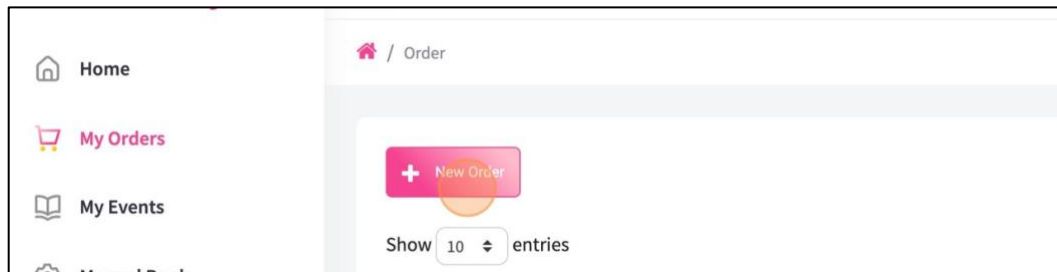 Home
My Orders
My Events
/ Order
+ New Order
Show 10 entries